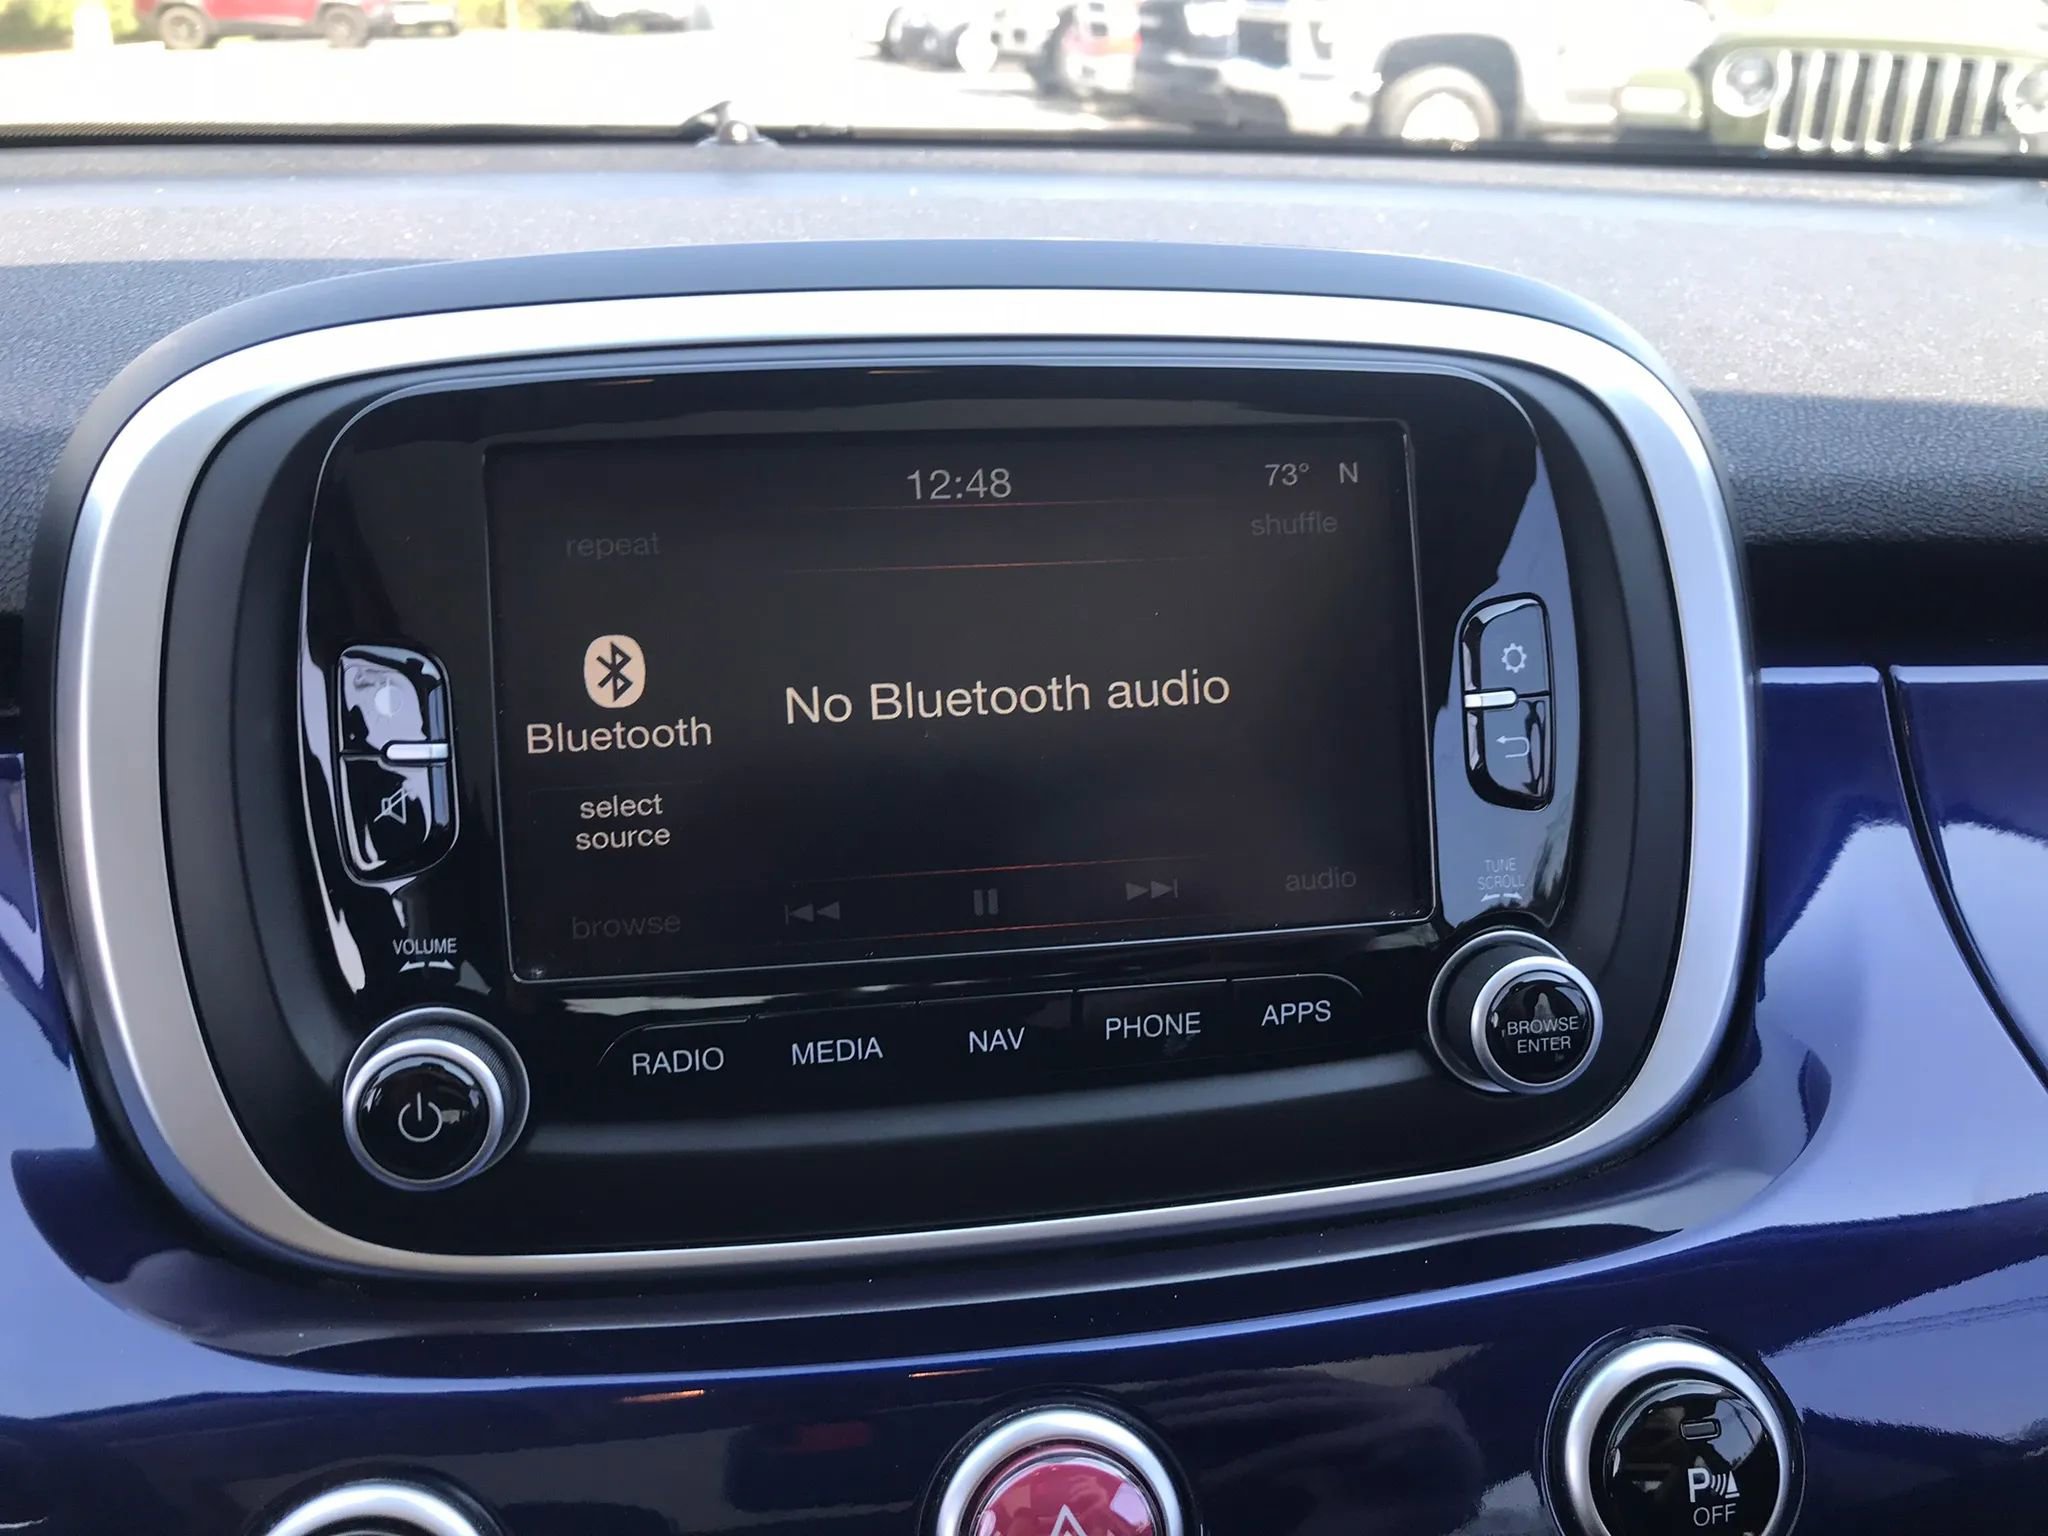 12:48
73° N
repeat
shuffle
Bluetooth
No Bluetooth audio
select
source
browse
audio
TUNE
SCROLL
VOLUME
RADIO
MEDIA
NAV
PHONE
APPS
BROWSE
ENTER
P
OFF